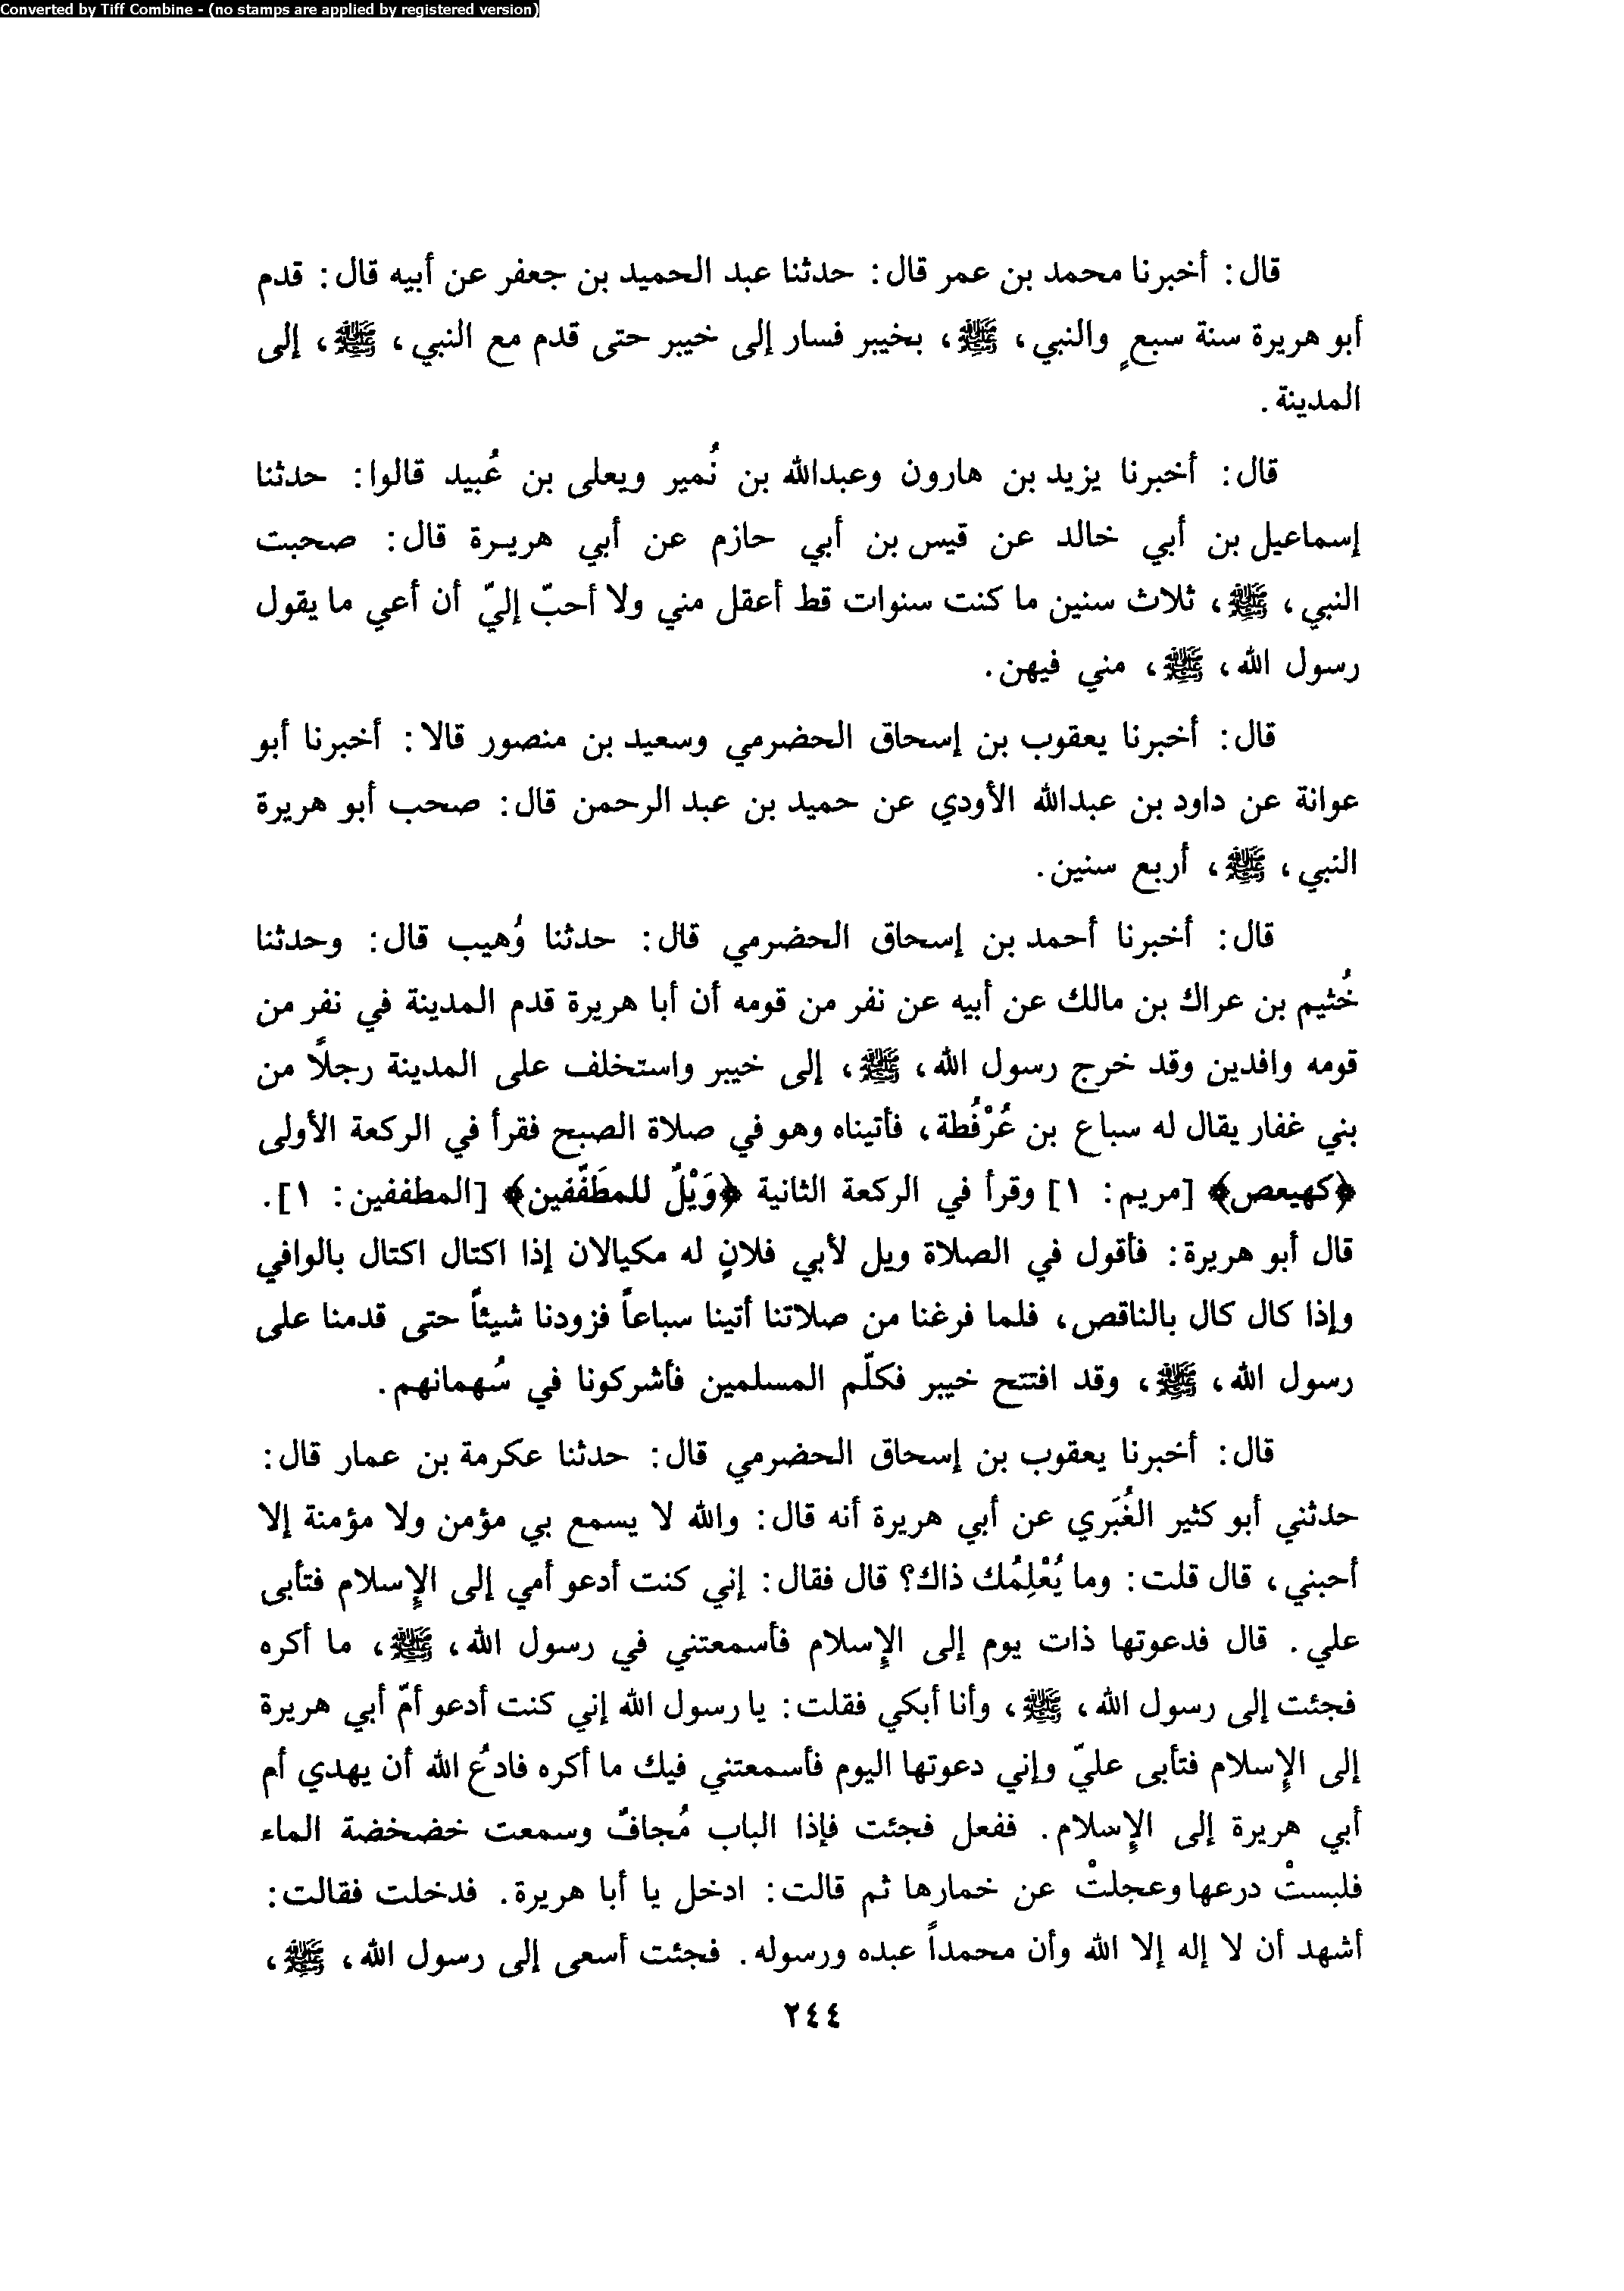 Converted by Tiff Combine - (no stamps are applied by registered version)
قال: أخبرنا محمد بن عمر قال: حدثنا عبد الحميد بن جعفر عن أبيه قال: قدم
أبو هريرة سنة سبعٍ والنبي، ﷺ، بخيبر فسار إلى خيبر حتى قدم مع النبي، ﷺ، إلى
المدينة.
قال: أخبرنا يزيد بن هارون وعبدالله بن نُمير ويعلى بن عُبيد قالوا: حدثنا
إسماعيل بن أبي خالد عن قيس بن أبي حازم عن أبي هريرة قال: صحبت
النبي، ﷺ، ثلاث سنين ما كنت سنوات قط أعقل مني ولا أحبّ إليّ أن أعي ما يقول
رسول الله، ﷺ، مني فيهن.
قال: أخبرنا يعقوب بن إسحاق الحضرمي وسعيد بن منصور قالا: أخبرنا أبو
عوانة عن داود بن عبدالله الأودي عن حميد بن عبد الرحمن قال: صحب أبو هريرة
النبي، ﷺ، أربع سنين.
قال: أخبرنا أحمد بن إسحاق الحضرمي قال: حدثنا وُهيب قال: وحدثنا
خُثيم بن عراك بن مالك عن أبيه عن نفر من قومه أن أبا هريرة قدم المدينة في نفر من
قومه وافدين وقد خرج رسول الله، ﷺ، إلى خيبر واستخلف على المدينة رجلاً من
بني غفار يقال له سباع بن عُرْفُطة، فأتيناه وهو في صلاة الصبح فقرأ في الركعة الأولى
﴿كهيعص﴾ [مريم: ١] وقرأ في الركعة الثانية ﴿وَيْلٌ للمطَفّفين﴾ [المطففين: ١].
قال أبو هريرة: فأقول في الصلاة ويل لأبي فلانٍ له مكيالان إذا اكتال اكتال بالوافي
وإذا كال كال بالناقص، فلما فرغنا من صلاتنا أتينا سباعاً فزودنا شيئاً حتى قدمنا على
رسول الله، ﷺ، وقد افتتح خيبر فكلّم المسلمين فأشركونا في سُهمانهم.
قال: أخبرنا يعقوب بن إسحاق الحضرمي قال: حدثنا عكرمة بن عمار قال:
حدثني أبو كثير الغُبَري عن أبي هريرة أنه قال: والله لا يسمع بي مؤمن ولا مؤمنة إلا
أحبني، قال قلت: وما يُعْلِمُك ذاك؟ قال فقال: إني كنت أدعو أمي إلى الإسلام فتأبى
علي. قال فدعوتها ذات يوم إلى الإسلام فأسمعتني في رسول الله، ﷺ، ما أكره
فجئت إلى رسول الله، ﷺ، وأنا أبكي فقلت: يا رسول الله إني كنت أدعو أمّ أبي هريرة
إلى الإسلام فتأبى عليّ وإني دعوتها اليوم فأسمعتني فيك ما أكره فادعُ الله أن يهدي أم
أبي هريرة إلى الإسلام. ففعل فجئت فإذا الباب مُجافٌ وسمعت خضخضة الماء
فلبستْ درعها وعجلتْ عن خمارها ثم قالت: ادخل يا أبا هريرة. فدخلت فقالت:
أشهد أن لا إله إلا الله وأن محمداً عبده ورسوله. فجئت أسعى إلى رسول الله، ﷺ،
٢٤٤